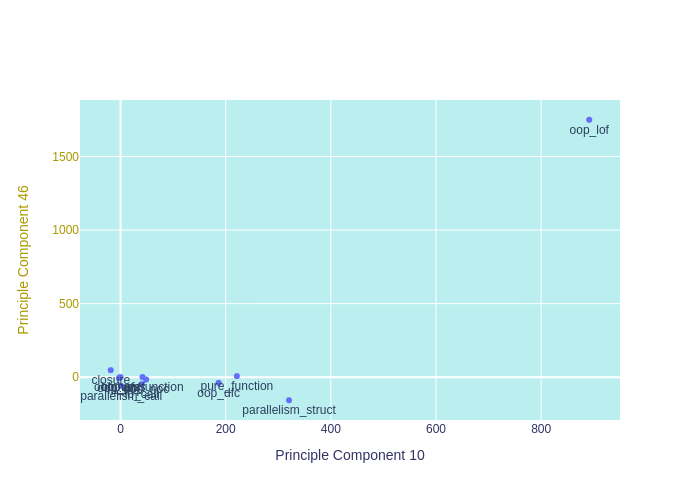 oop_lof
1500
1000
500
0
closure
pure_function
oop_dfc
parallelism_call
parallelism_struct
0
200
400
600
800
Principle Component 10
Principle Component 46